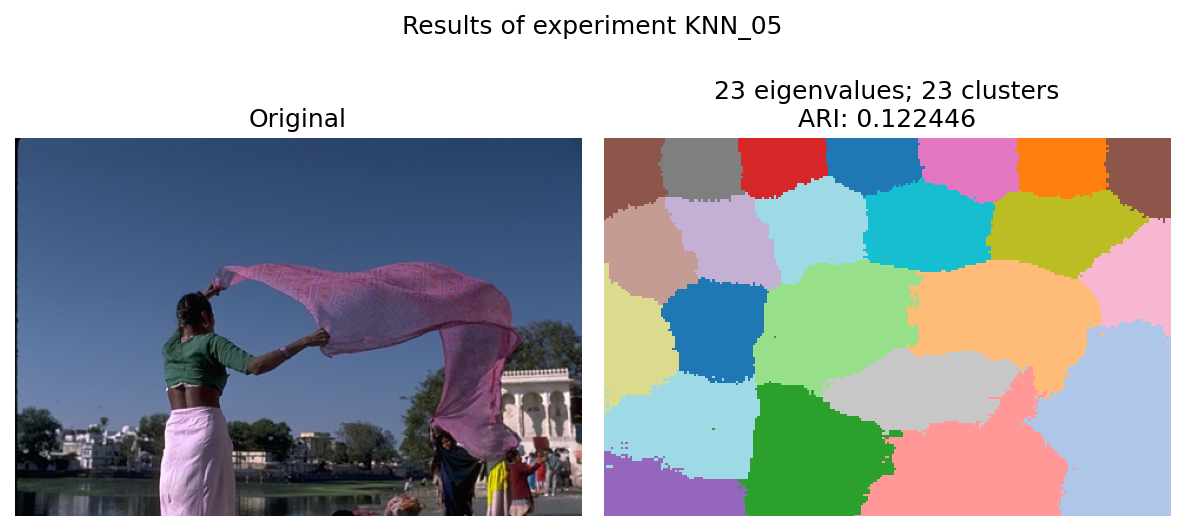 Results of experiment KNN_05
Original
23 eigenvalues; 23 clusters
ARI: 0.122446